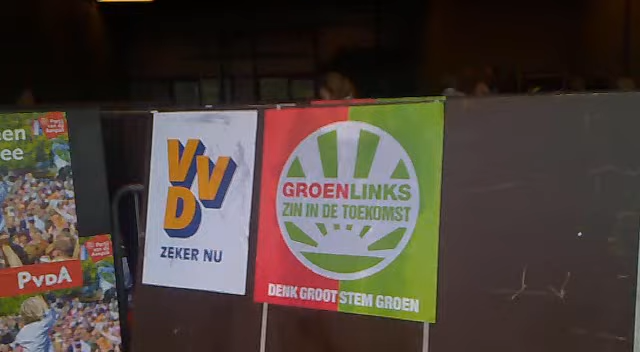 een
ee
PvdA
VVD
ZEKER NU
GROENLINKS
ZIN IN DE TOEKOMST
DENK GROOT STEM GROEN